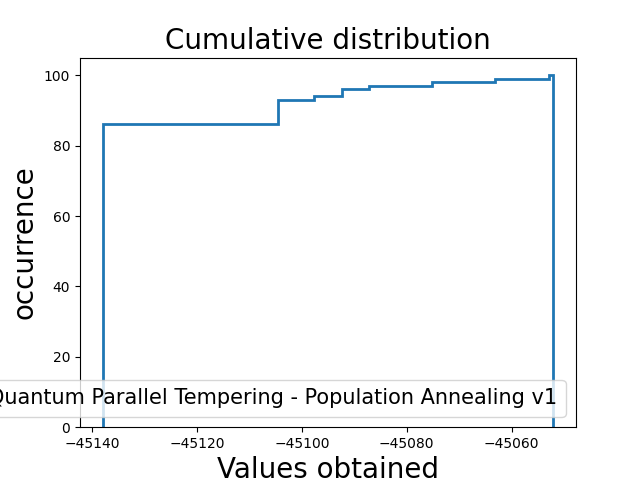 Cumulative distribution
occurrence
100
80
60
40
20
0
Quantum Parallel Tempering - Population Annealing v1
−45140 −45120 −45100 −45080 −45060
Values obtained